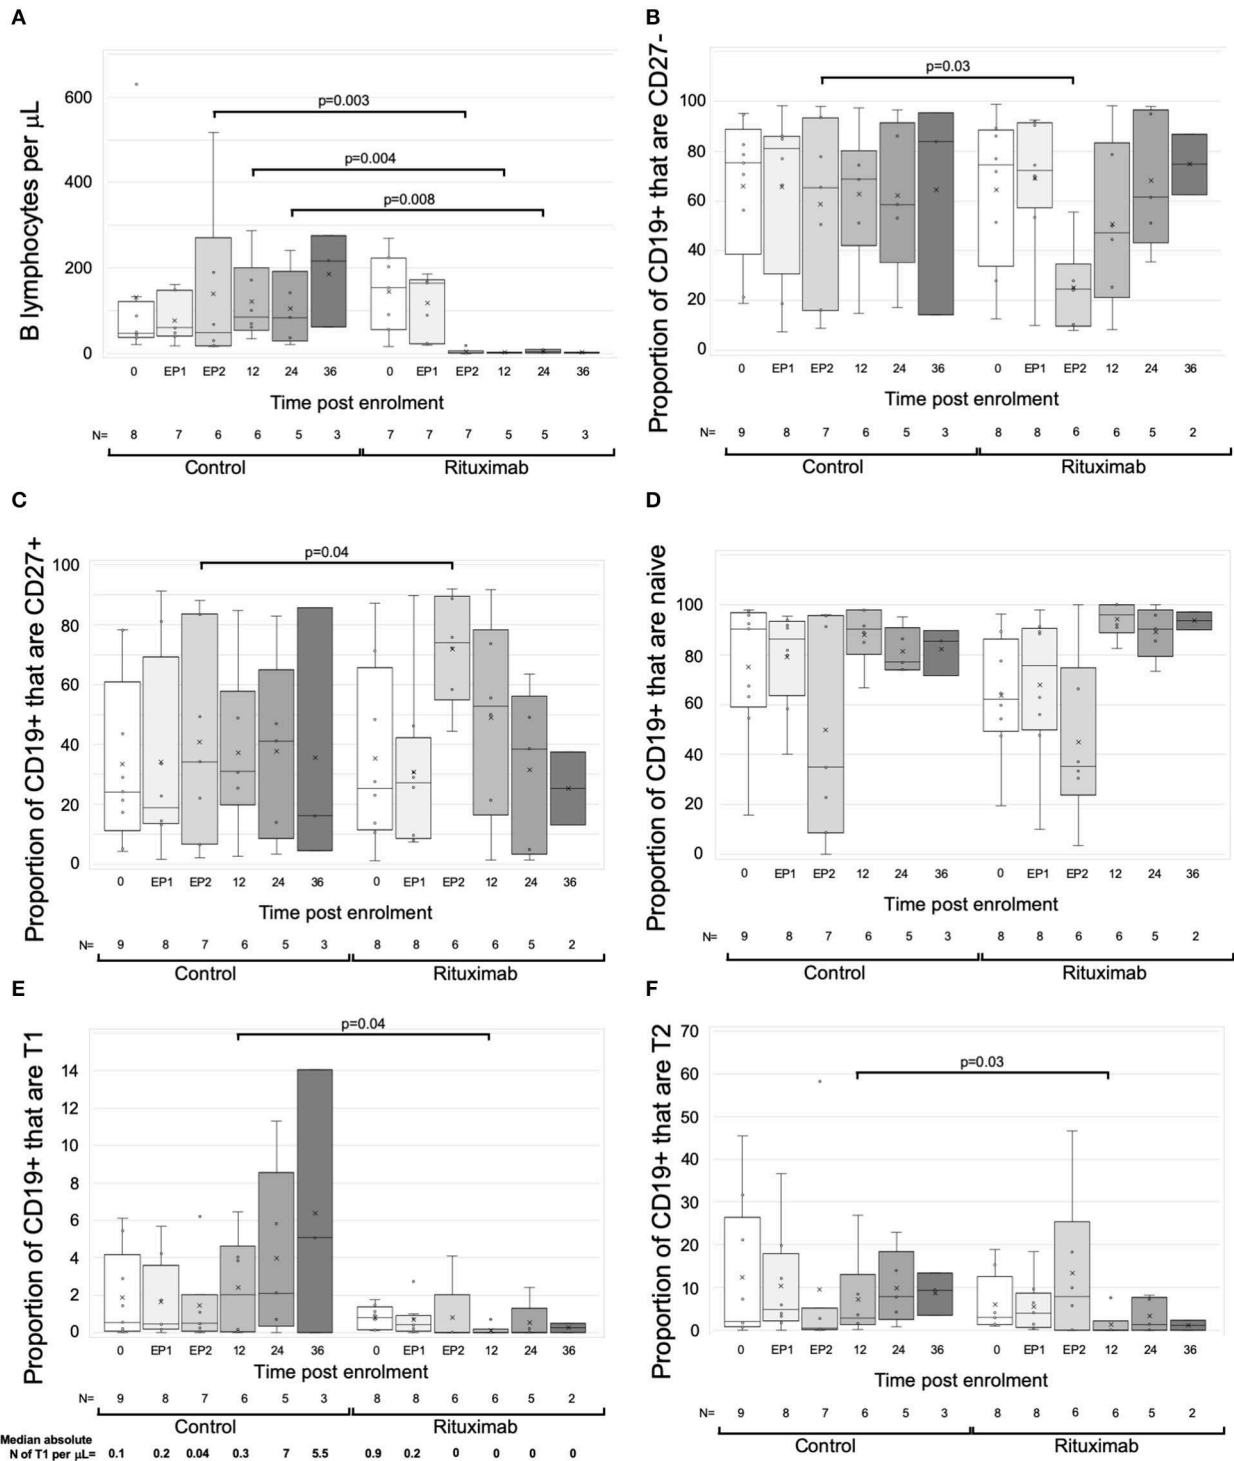 A
B lymphocytes per μL
600
400
200
0
p=0.003
p=0.004
p=0.008
0 EP1 EP2 12 24 36 0 EP1 EP2 12 24 36
Time post enrolment
N= 8 7 6 6 5 3 7 7 7 5 5 3
Control Rituximab
B
Proportion of CD19+ that are CD27-
100
80
60
40
20
0
p=0.03
0 EP1 EP2 12 24 36 0 EP1 EP2 12 24 36
Time post enrolment
N= 9 8 7 6 5 3 8 8 6 6 5 2
Control Rituximab
C
Proportion of CD19+ that are CD27+
100
80
60
40
20
0
p=0.04
0 EP1 EP2 12 24 36 0 EP1 EP2 12 24 36
Time post enrolment
N= 9 8 7 6 5 3 8 8 6 6 5 2
Control Rituximab
D
Proportion of CD19+ that are naive
100
80
60
40
20
0
0 EP1 EP2 12 24 36 0 EP1 EP2 12 24 36
Time post enrolment
N= 9 8 7 6 5 3 8 8 6 6 5 2
Control Rituximab
E
Proportion of CD19+ that are T1
14
12
10
8
6
4
2
0
p=0.04
0 EP1 EP2 12 24 36 0 EP1 EP2 12 24 36
Time post enrolment
N= 9 8 7 6 5 3 8 8 6 6 5 2
Control Rituximab
Median absolute
N of T1 per μL= 0.1 0.2 0.04 0.3 7 5.5 0.9 0.2 0 0 0 0
F
Proportion of CD19+ that are T2
70
60
50
40
30
20
10
0
p=0.03
0 EP1 EP2 12 24 36 0 EP1 EP2 12 24 36
Time post enrolment
N= 9 8 7 6 5 3 8 8 6 6 5 2
Control Rituximab